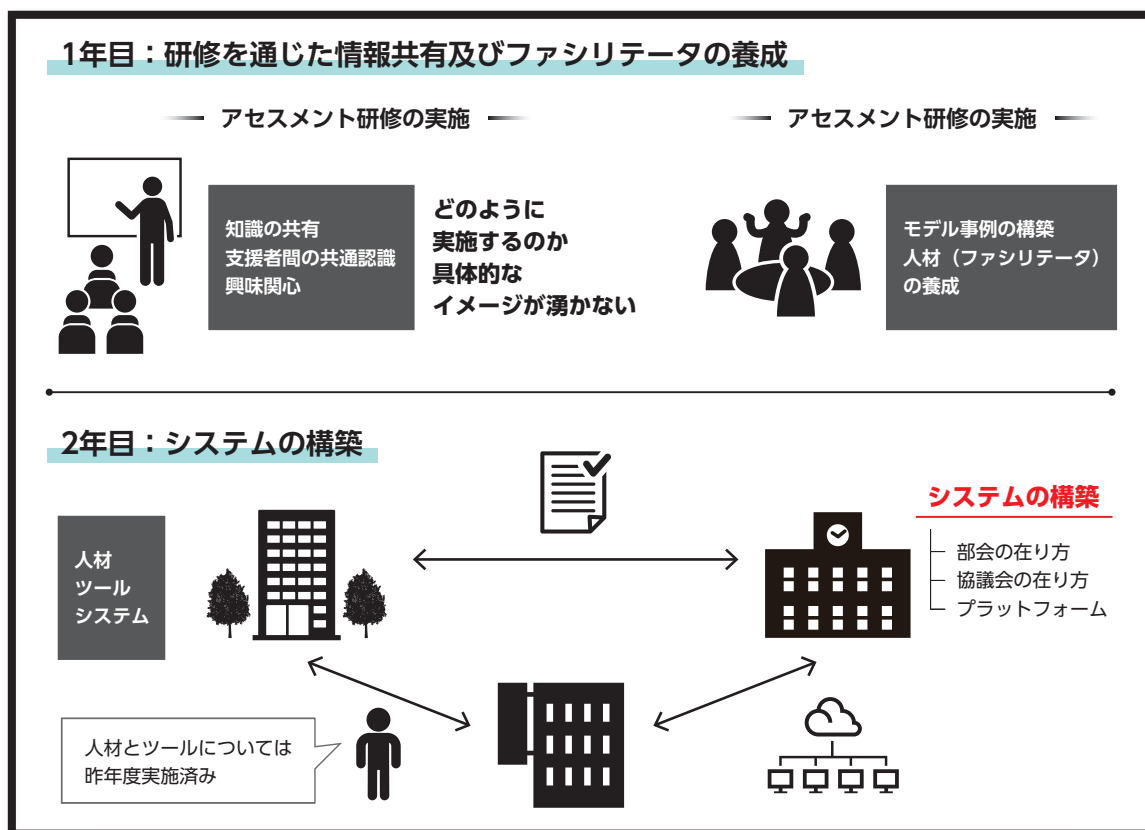 1年目：研修を通じた情報共有及びファシリテータの養成
アセスメント研修の実施
知識の共有
支援者間の共通認識
興味関心
どのように
実施するのか
具体的な
イメージが湧かない
アセスメント研修の実施
モデル事例の構築
人材（ファシリテータ）
の養成
2年目：システムの構築
人材
ツール
システム
システムの構築
部会の在り方
協議会の在り方
プラットフォーム
人材とツールについては
昨年度実施済み